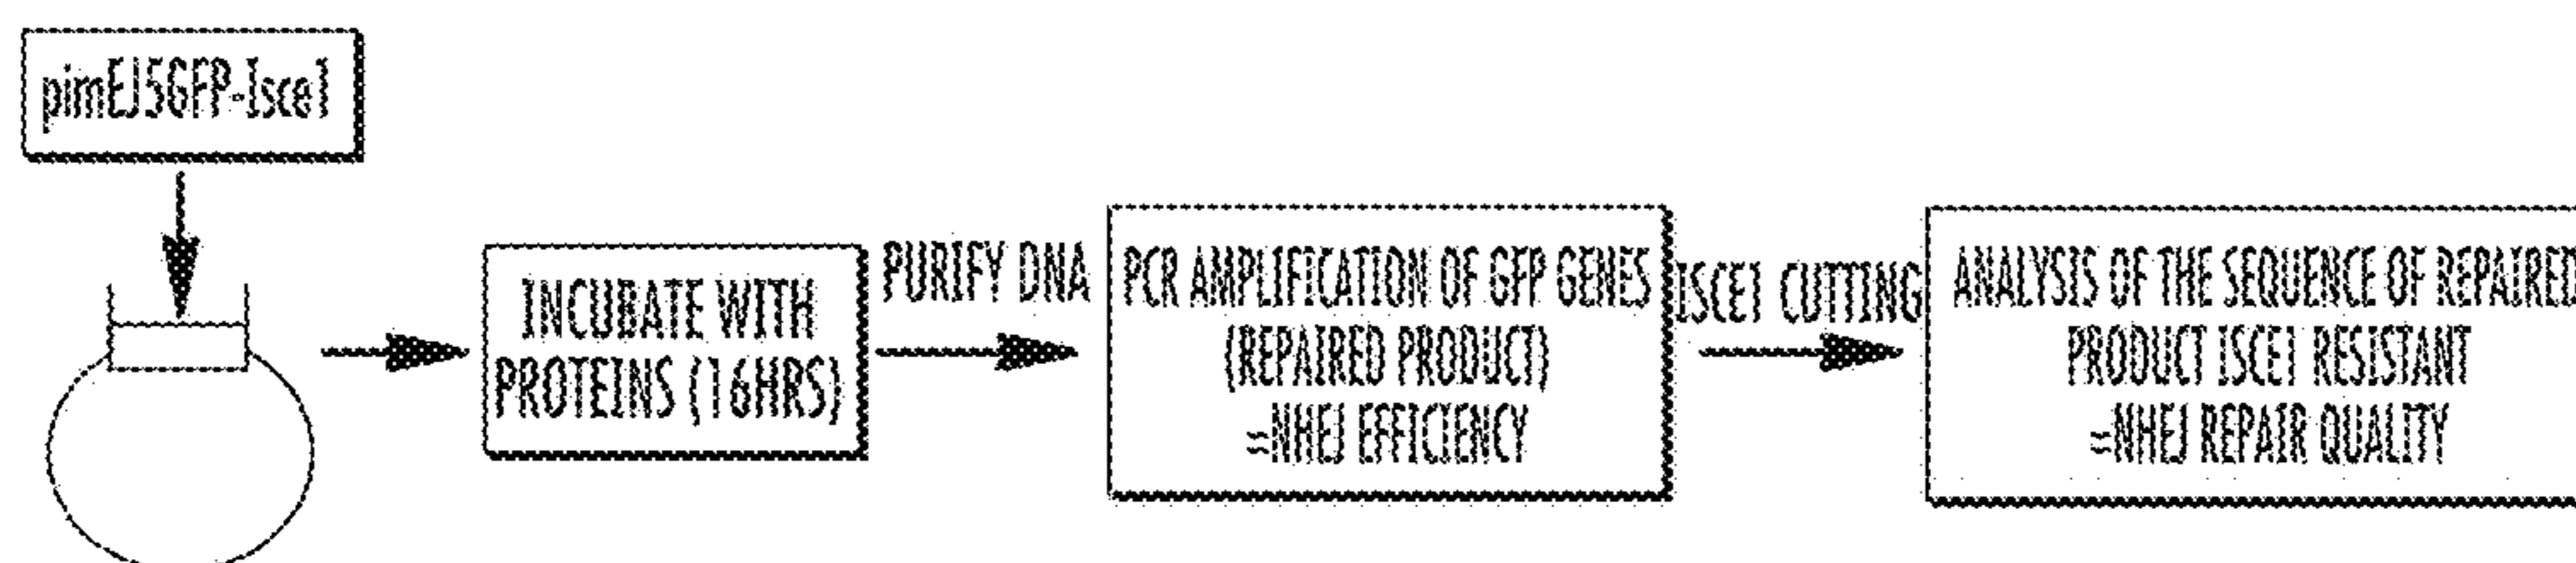 pimEJ5GFP-Isce1
INCUBATE WITH
PROTEINS (16HRS)
PURIFY DNA
PCR AMPLIFICATION OF GFP GENES
(REPAIRED PRODUCT)
=NHEJ EFFICIENCY
ISCE1 CUTTING
ANALYSIS OF THE SEQUENCE OF REPAIRED
PRODUCT ISCE1 RESISTANT
=NHEJ REPAIR QUALITY